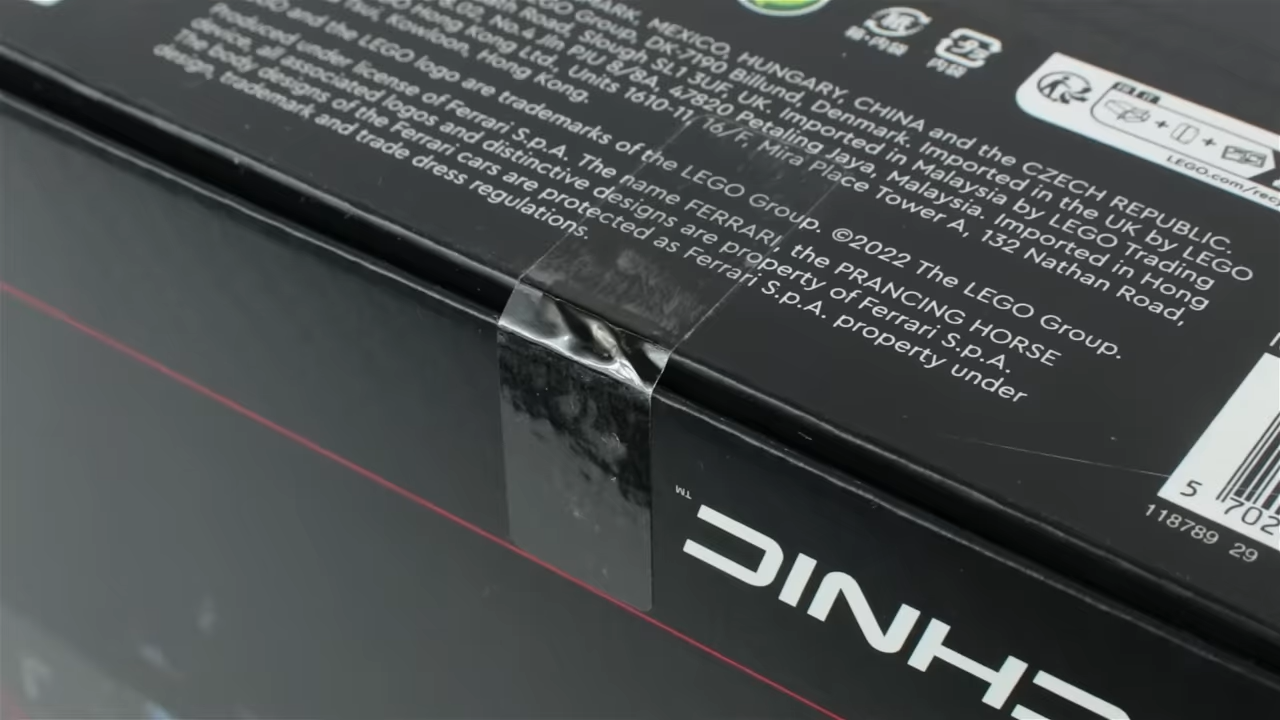 MEXICO, HUNGARY, CHINA and the CZECH REPUBLIC.
LEGO Group, DK-7190 Billund, Denmark. Imported in the UK by LEGO
Road, Slough SL1 3UF, UK. Imported in Malaysia by LEGO Trading
No.4 Jln PJU 8/8A, 47820 Petaling Jaya, Malaysia. Imported in Hong
Hong Kong Ltd., Units 1610-11, 16/F, Mira Place Tower A, 132 Nathan Road,
Tsui, Kowloon, Hong Kong.
and the LEGO logo are trademarks of the LEGO Group. ©2022 The LEGO Group.
Produced under license of Ferrari S.p.A. The name FERRARI, the PRANCING HORSE
device, all associated logos and distinctive designs are property of Ferrari S.p.A.
The body designs of the Ferrari cars are protected as Ferrari S.p.A. property under
design, trademark and trade dress regulations.
内袋
LEGO.com/rec
5 702
118789 29
CHNIC™